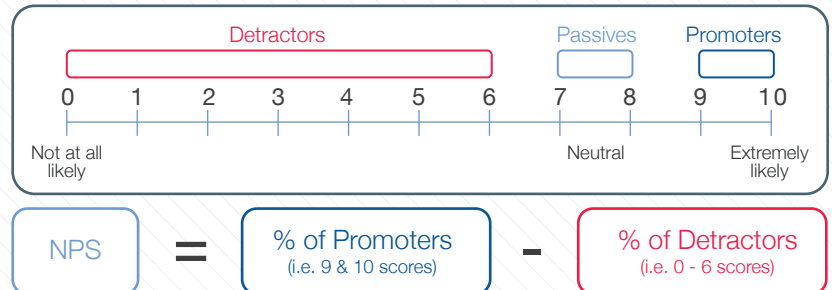 Detractors Passives Promoters
0 1 2 3 4 5 6 7 8 9 10
Not at all likely Neutral Extremely likely
NPS = % of Promoters - % of Detractors
(i.e. 9 & 10 scores) (i.e. 0 - 6 scores)